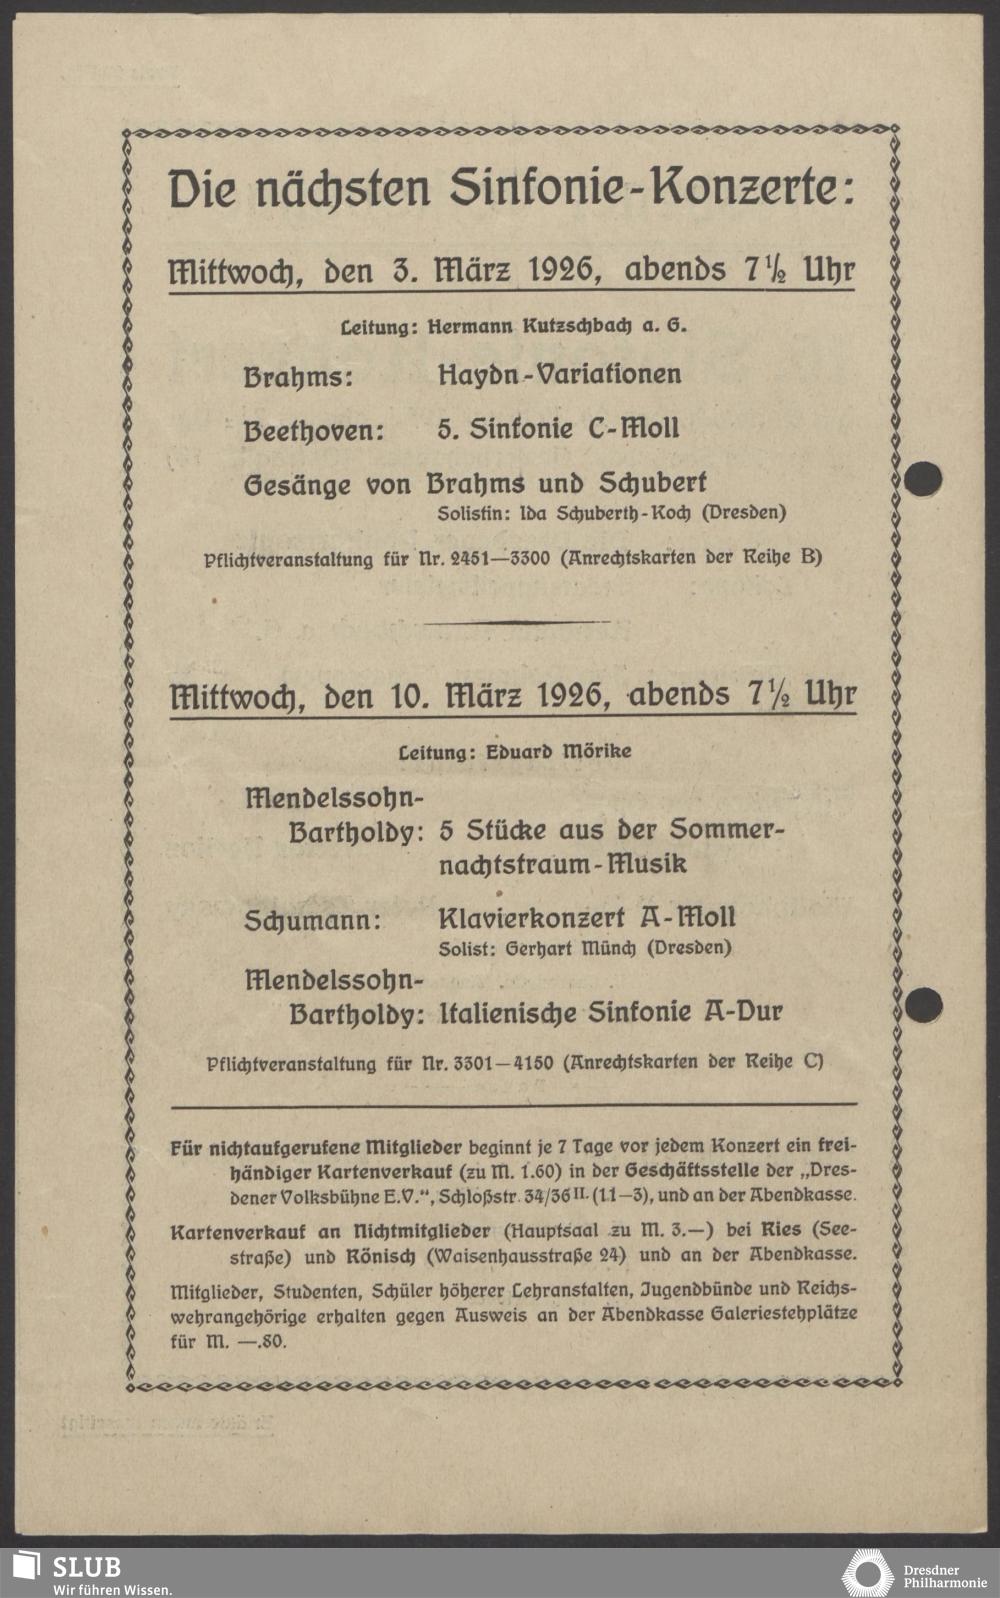 Die nächsten Sinfonie-Konzerte:
Mittwoch, den 3. März 1926, abends 7½ Uhr
Leitung: Hermann Kutzschbach a. G.
Brahms: Haydn-Variationen
Beethoven: 5. Sinfonie C-Moll
Gesänge von Brahms und Schubert
Solistin: Ida Schuberth-Koch (Dresden)
Pflichtveranstaltung für Nr. 2451—3300 (Anrechtskarten der Reihe B)
Mittwoch, den 10. März 1926, abends 7½ Uhr
Leitung: Eduard Mörike
Mendelssohn-
Bartholdy: 5 Stücke aus der Sommer-
nachtstraum-Musik
Schumann: Klavierkonzert A-Moll
Solist: Gerhart Münch (Dresden)
Mendelssohn-
Bartholdy: Italienische Sinfonie A-Dur
Pflichtveranstaltung für Nr. 3301—4150 (Anrechtskarten der Reihe C)
Für nichtaufgerufene Mitglieder beginnt je 7 Tage vor jedem Konzert ein frei-
händiger Kartenverkauf (zu M. 1.60) in der Geschäftsstelle der „Dres-
dener Volksbühne E.V.“, Schloßstr. 34/36 II. (11—3), und an der Abendkasse.
Kartenverkauf an Nichtmitglieder (Hauptsaal zu M. 3.—) bei Ries (See-
straße) und Rönisch (Waisenhausstraße 24) und an der Abendkasse.
Mitglieder, Studenten, Schüler höherer Lehranstalten, Jugendbünde und Reichs-
wehrangehörige erhalten gegen Ausweis an der Abendkasse Galeriestehplätze
für M. —.80.
SLUB
Wir führen Wissen.
Dresdner
Philharmonie